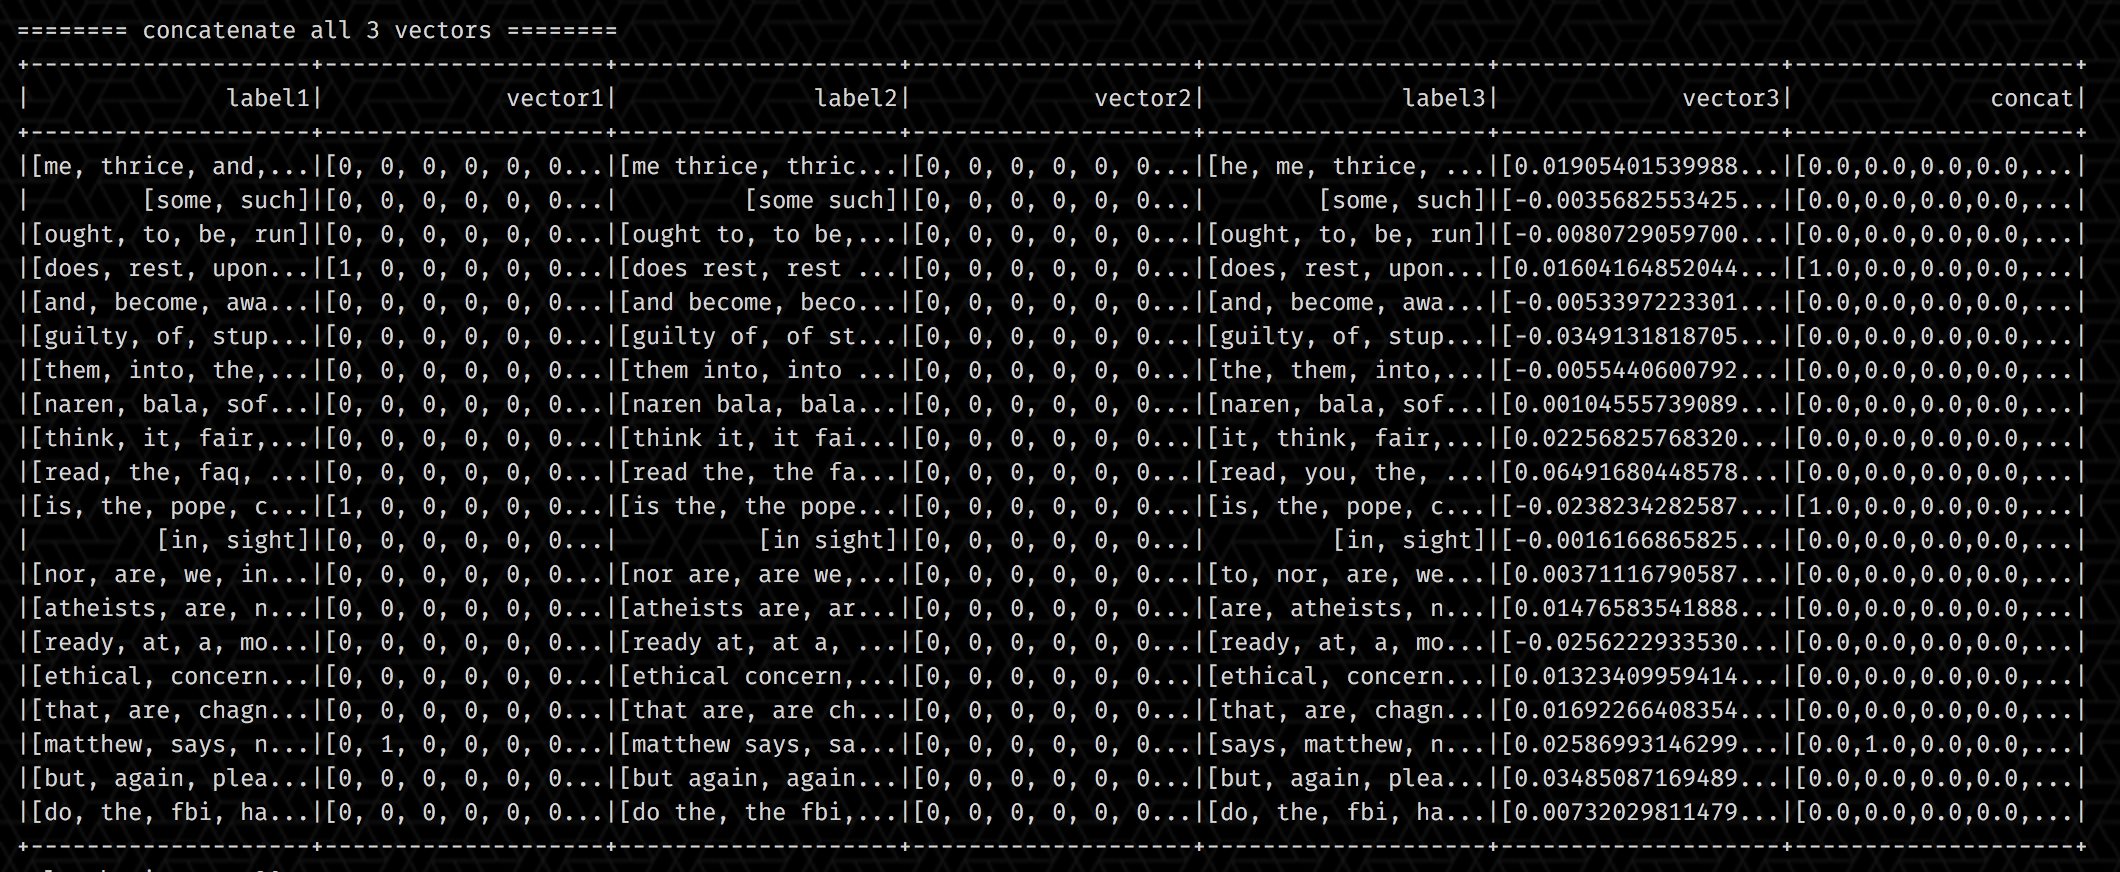 ======== concatenate all 3 vectors ========
+--------------------+--------------------+--------------------+--------------------+--------------------+--------------------+--------------------+
|              label1|             vector1|              label2|             vector2|              label3|             vector3|              concat|
+--------------------+--------------------+--------------------+--------------------+--------------------+--------------------+--------------------+
|[me, thrice, and,...|[0, 0, 0, 0, 0, 0...|[me thrice, thric...|[0, 0, 0, 0, 0, 0...|[he, me, thrice, ...|[0.01905401539988...|[0.0,0.0,0.0,0.0,...|
|        [some, such]|[0, 0, 0, 0, 0, 0...|         [some such]|[0, 0, 0, 0, 0, 0...|        [some, such]|[-0.0035682553425...|[0.0,0.0,0.0,0.0,...|
|[ought, to, be, run]|[0, 0, 0, 0, 0, 0...|[ought to, to be,...|[0, 0, 0, 0, 0, 0...|[ought, to, be, run]|[-0.0080729059700...|[0.0,0.0,0.0,0.0,...|
|[does, rest, upon...|[1, 0, 0, 0, 0, 0...|[does rest, rest ...|[0, 0, 0, 0, 0, 0...|[does, rest, upon...|[0.01604164852044...|[1.0,0.0,0.0,0.0,...|
|[and, become, awa...|[0, 0, 0, 0, 0, 0...|[and become, beco...|[0, 0, 0, 0, 0, 0...|[and, become, awa...|[-0.0053397223301...|[0.0,0.0,0.0,0.0,...|
|[guilty, of, stup...|[0, 0, 0, 0, 0, 0...|[guilty of, of st...|[0, 0, 0, 0, 0, 0...|[guilty, of, stup...|[-0.0349131818705...|[0.0,0.0,0.0,0.0,...|
|[them, into, the,...|[0, 0, 0, 0, 0, 0...|[them into, into ...|[0, 0, 0, 0, 0, 0...|[the, them, into,...|[-0.0055440600792...|[0.0,0.0,0.0,0.0,...|
|[naren, bala, sof...|[0, 0, 0, 0, 0, 0...|[naren bala, bala...|[0, 0, 0, 0, 0, 0...|[naren, bala, sof...|[0.00104555739089...|[0.0,0.0,0.0,0.0,...|
|[think, it, fair,...|[0, 0, 0, 0, 0, 0...|[think it, it fai...|[0, 0, 0, 0, 0, 0...|[it, think, fair,...|[0.02256825768320...|[0.0,0.0,0.0,0.0,...|
|[read, the, faq, ...|[0, 0, 0, 0, 0, 0...|[read the, the fa...|[0, 0, 0, 0, 0, 0...|[read, you, the, ...|[0.06491680448578...|[0.0,0.0,0.0,0.0,...|
|[is, the, pope, c...|[1, 0, 0, 0, 0, 0...|[is the, the pope...|[0, 0, 0, 0, 0, 0...|[is, the, pope, c...|[-0.0238234282587...|[1.0,0.0,0.0,0.0,...|
|         [in, sight]|[0, 0, 0, 0, 0, 0...|          [in sight]|[0, 0, 0, 0, 0, 0...|         [in, sight]|[-0.0016166865825...|[0.0,0.0,0.0,0.0,...|
|[nor, are, we, in...|[0, 0, 0, 0, 0, 0...|[nor are, are we,...|[0, 0, 0, 0, 0, 0...|[to, nor, are, we...|[0.00371116790587...|[0.0,0.0,0.0,0.0,...|
|[atheists, are, n...|[0, 0, 0, 0, 0, 0...|[atheists are, ar...|[0, 0, 0, 0, 0, 0...|[are, atheists, n...|[0.01476583541888...|[0.0,0.0,0.0,0.0,...|
|[ready, at, a, mo...|[0, 0, 0, 0, 0, 0...|[ready at, at a, ...|[0, 0, 0, 0, 0, 0...|[ready, at, a, mo...|[-0.0256222933530...|[0.0,0.0,0.0,0.0,...|
|[ethical, concern...|[0, 0, 0, 0, 0, 0...|[ethical concern,...|[0, 0, 0, 0, 0, 0...|[ethical, concern...|[0.01323409959414...|[0.0,0.0,0.0,0.0,...|
|[that, are, chagn...|[0, 0, 0, 0, 0, 0...|[that are, are ch...|[0, 0, 0, 0, 0, 0...|[that, are, chagn...|[0.01692266408354...|[0.0,0.0,0.0,0.0,...|
|[matthew, says, n...|[0, 1, 0, 0, 0, 0...|[matthew says, sa...|[0, 0, 0, 0, 0, 0...|[says, matthew, n...|[0.02586993146299...|[0.0,1.0,0.0,0.0,...|
|[but, again, plea...|[0, 0, 0, 0, 0, 0...|[but again, again...|[0, 0, 0, 0, 0, 0...|[but, again, plea...|[0.03485087169489...|[0.0,0.0,0.0,0.0,...|
|[do, the, fbi, ha...|[0, 0, 0, 0, 0, 0...|[do the, the fbi,...|[0, 0, 0, 0, 0, 0...|[do, the, fbi, ha...|[0.00732029811479...|[0.0,0.0,0.0,0.0,...|
+--------------------+--------------------+--------------------+--------------------+--------------------+--------------------+--------------------+